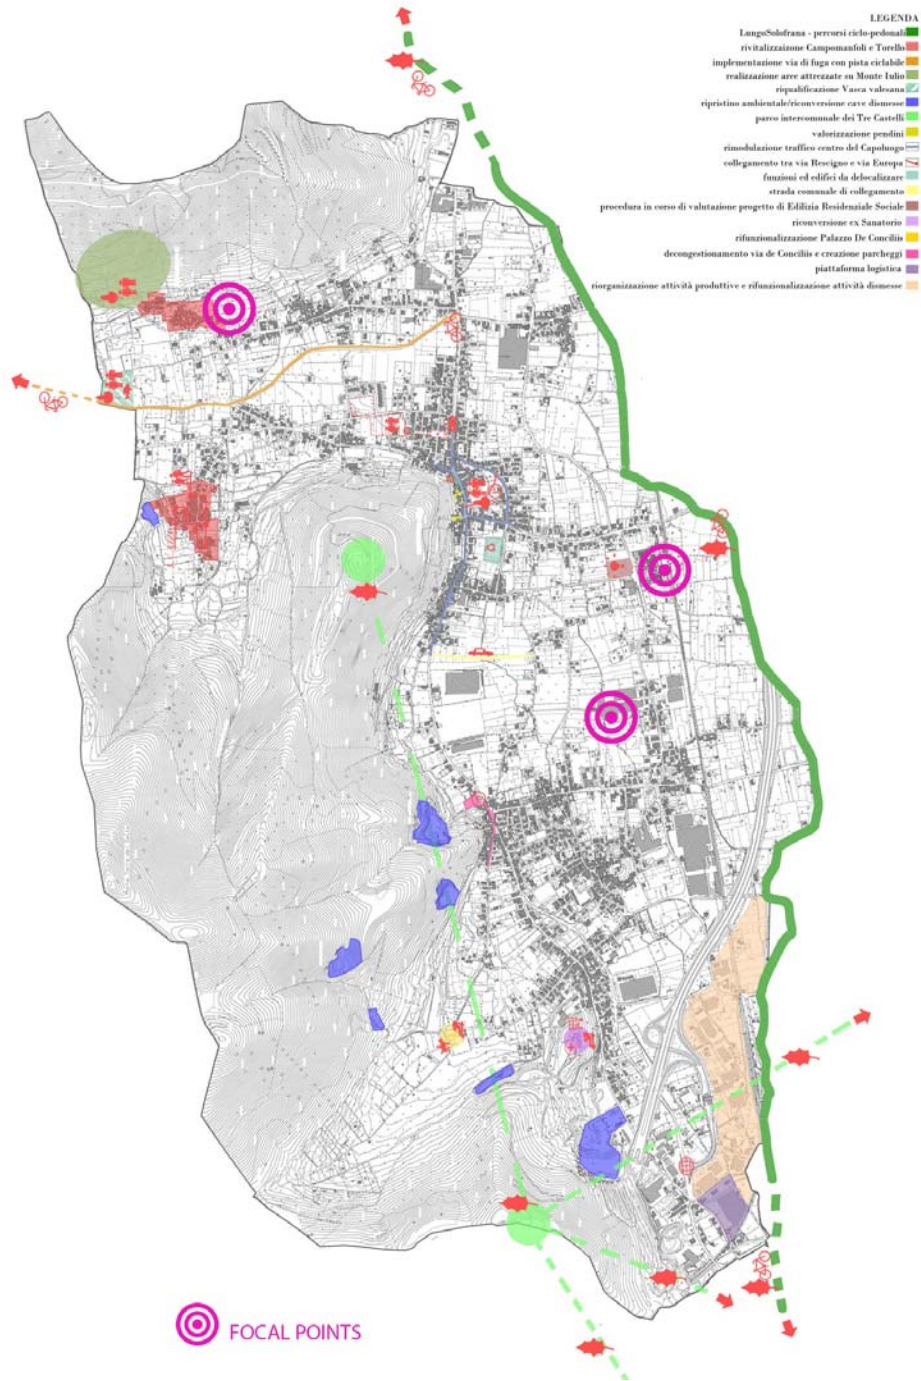 LEGENDA
LungoSolofrana - percorsi ciclo-pedonali
rivitalizzaizone Campomanfoli e Torello
implementazione via di fuga con pista ciclabile
realizzazione aree attrezzate su Monte Iulio
riqualificazione Vasca valesana
ripristino ambientale/riconversione cave dismesse
parco intercomunale dei Tre Castelli
valorizzazione pendini
rimodulazione traffico centro del Capoluogo
collegamento tra via Rescigno e via Europa
funzioni ed edifici da delocalizzare
strada comunale di collegamento
procedura in corso di valutazione progetto di Edilizia Residenziale Sociale
riconversione ex Sanatorio
rifunzionalizzazione Palazzo De Conciliis
decongestionamento via de Conciliis e creazione parcheggi
piattaforma logistica
riorganizzazione attività produttive e rifunzionalizzazione attività dismesse
FOCAL POINTS